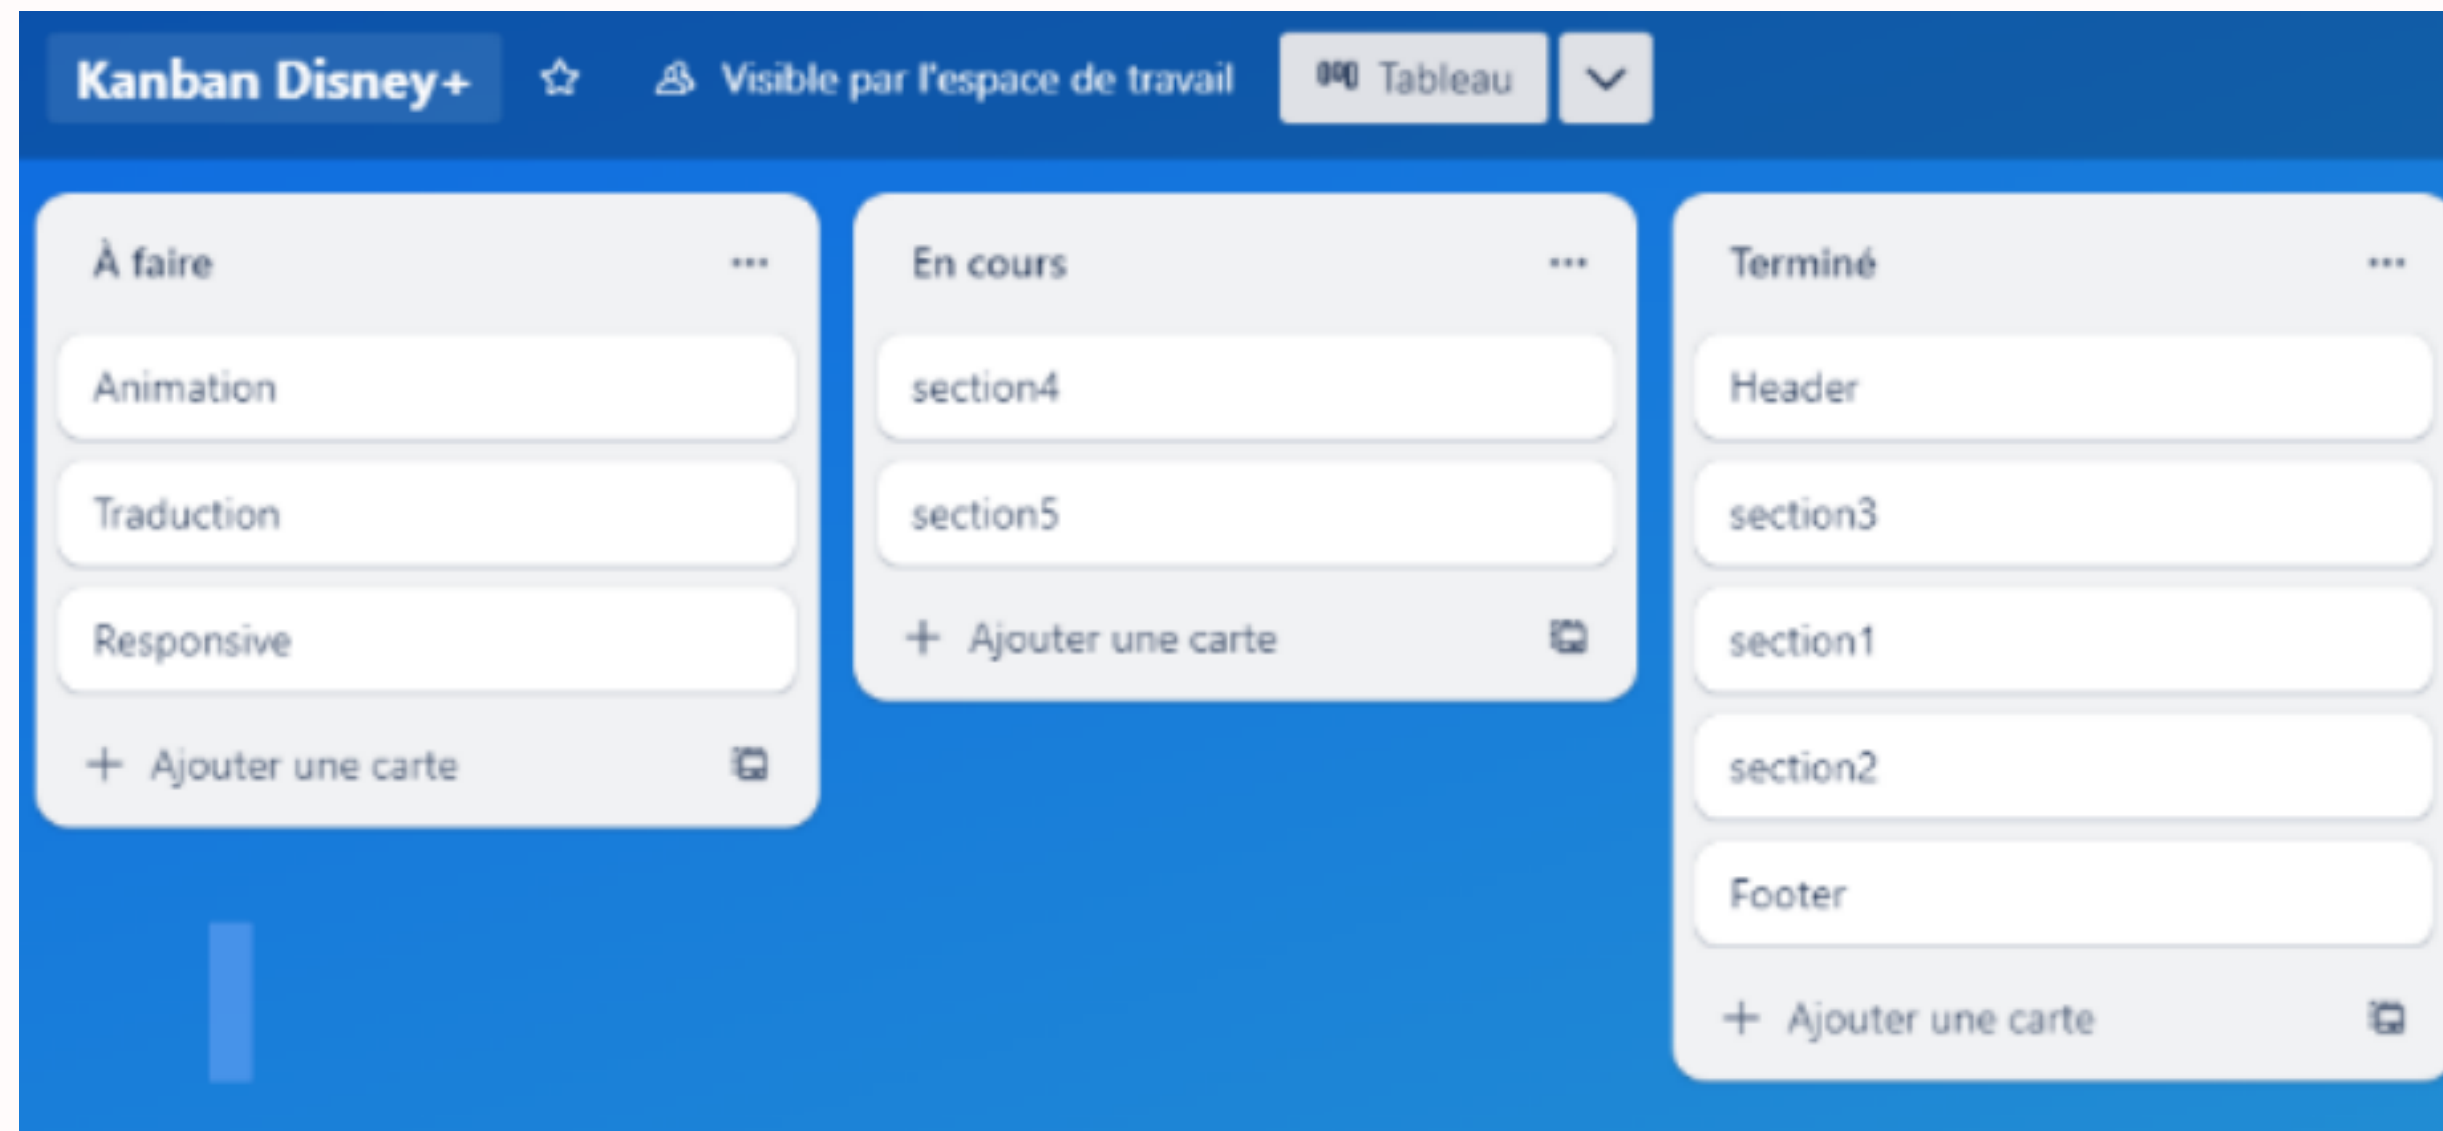 Kanban Disney+
Visible par l'espace de travail
Tableau
À faire
Animation
Traduction
Responsive
+ Ajouter une carte
En cours
section4
section5
+ Ajouter une carte
Terminé
Header
section3
section1
section2
Footer
+ Ajouter une carte